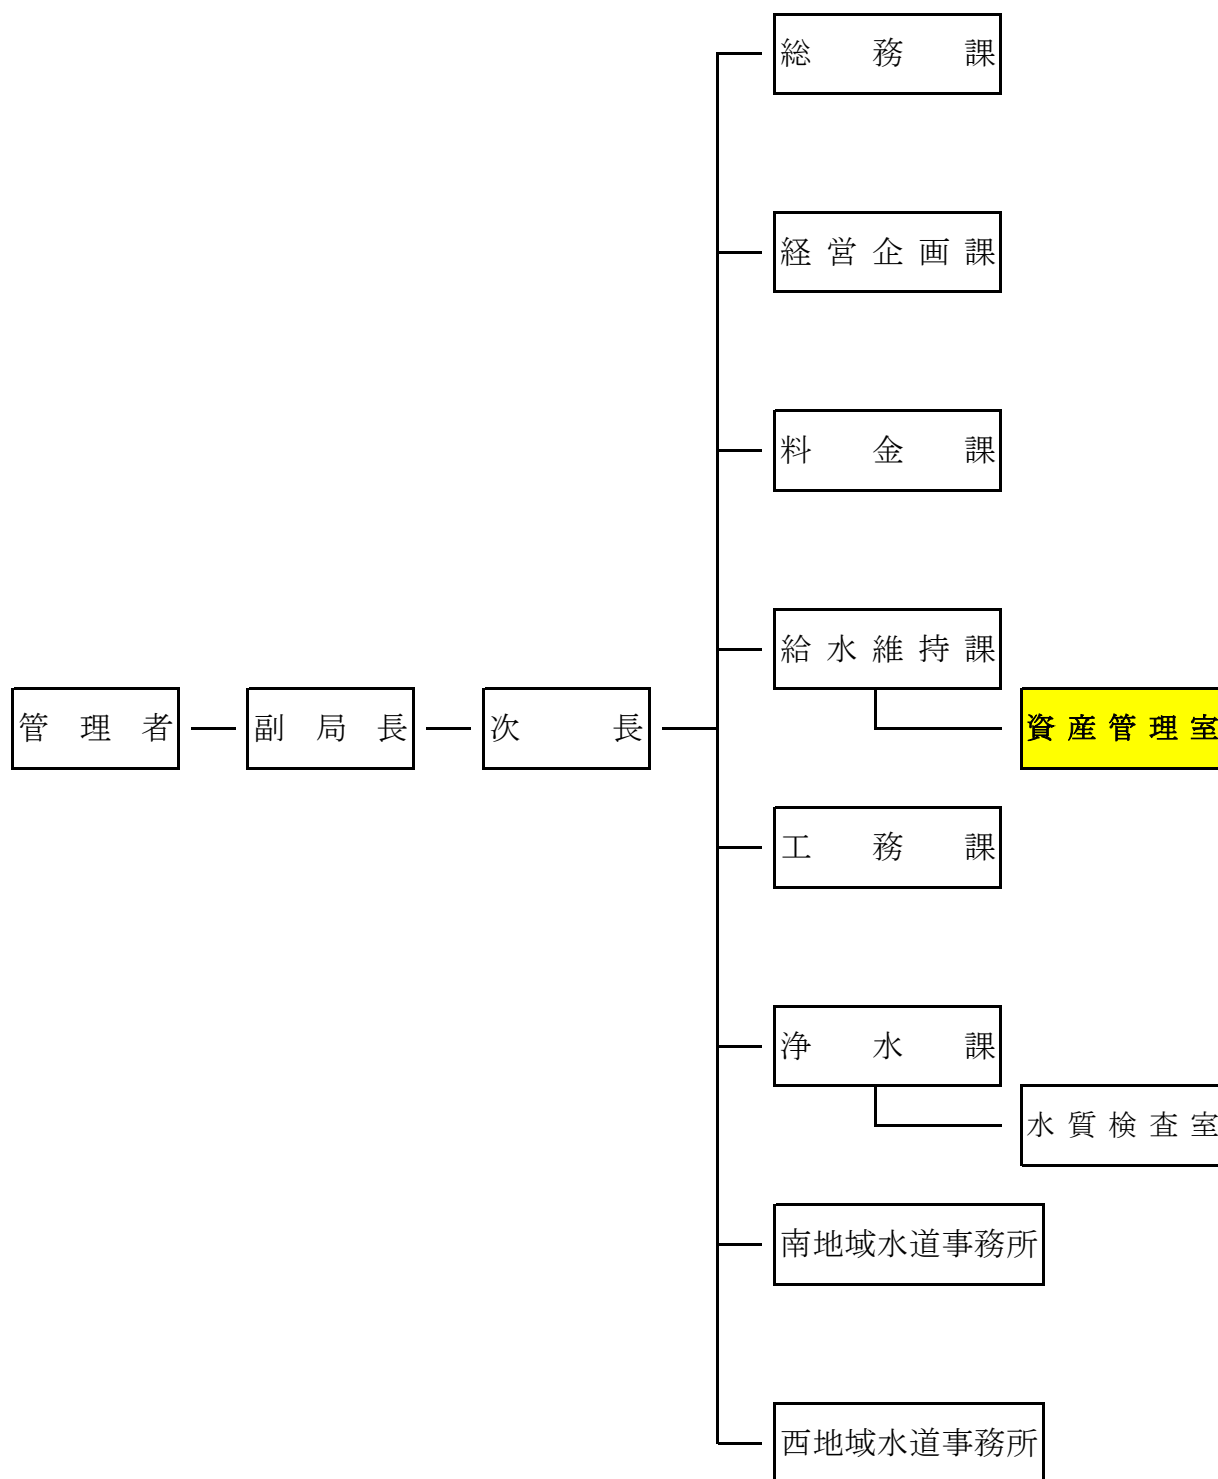 総務課
経営企画課
料金課
給水維持課
管理者
副局長
次長
資産管理室
工務課
浄水課
水質検査室
南地域水道事務所
西地域水道事務所